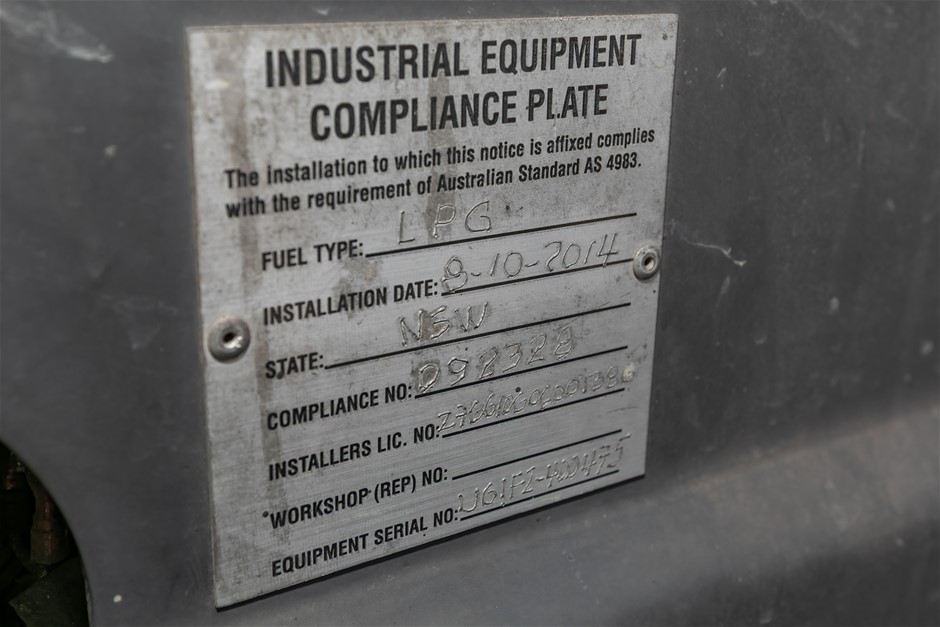 INDUSTRIAL EQUIPMENT
COMPLIANCE PLATE
The installation to which this notice is affixed complies
with the requirement of Australian Standard AS 4983.
FUEL TYPE: LPG
INSTALLATION DATE: 8-10-2014
STATE: NSW
COMPLIANCE NO: D98328
INSTALLERS LIC. NO:
WORKSHOP (REP) NO:
EQUIPMENT SERIAL NO: